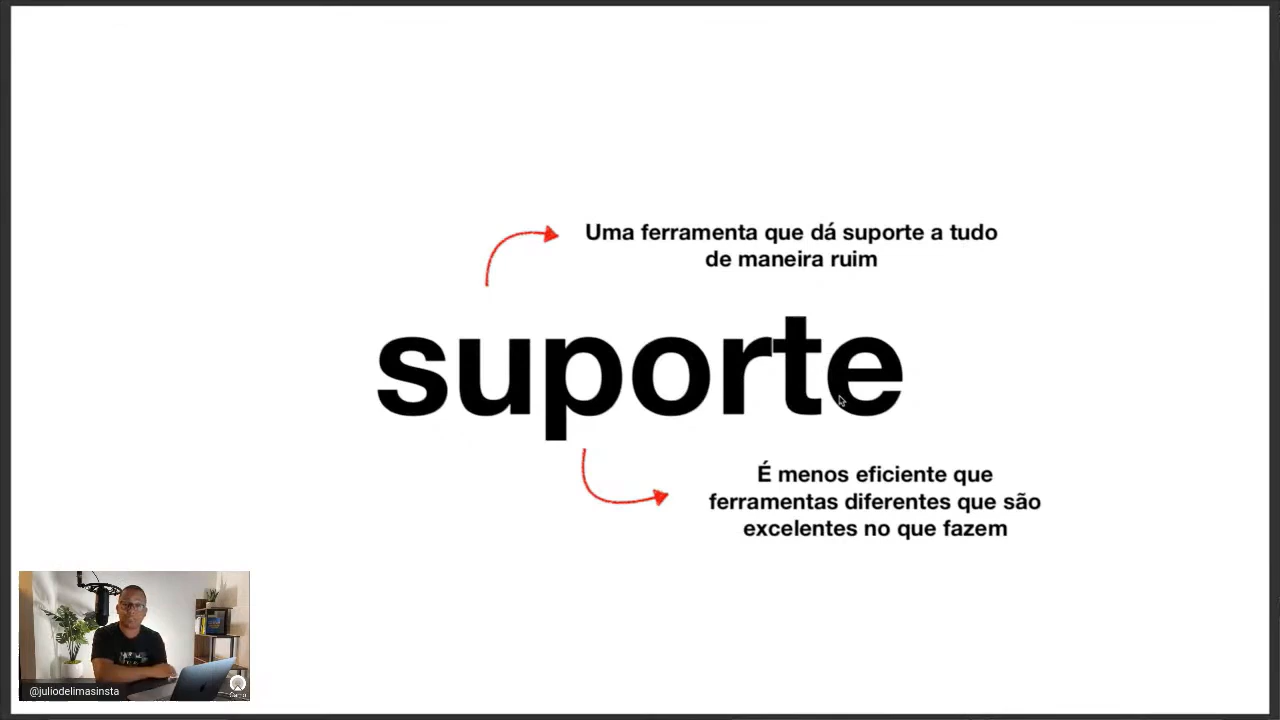 Uma ferramenta que dá suporte a tudo
de maneira ruim
suporte
É menos eficiente que
ferramentas diferentes que são
excelentes no que fazem
@juliodelimasinsta